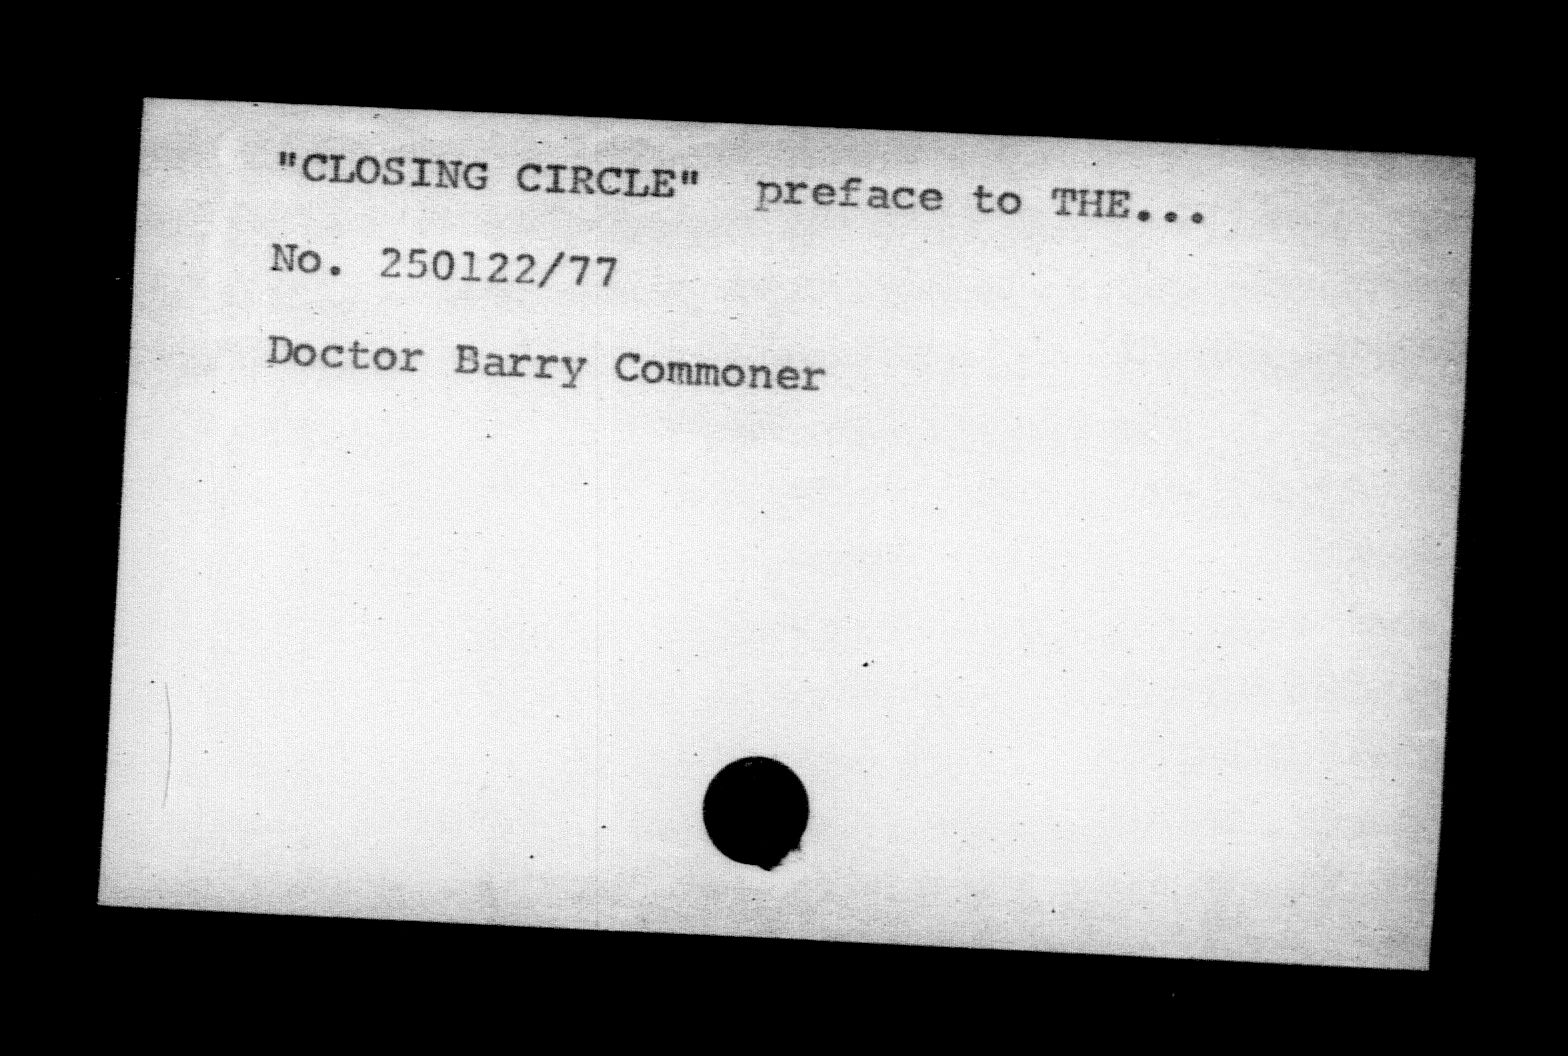 "CLOSING CIRCLE" preface to THE...
No. 250122/77
Doctor Barry Commoner